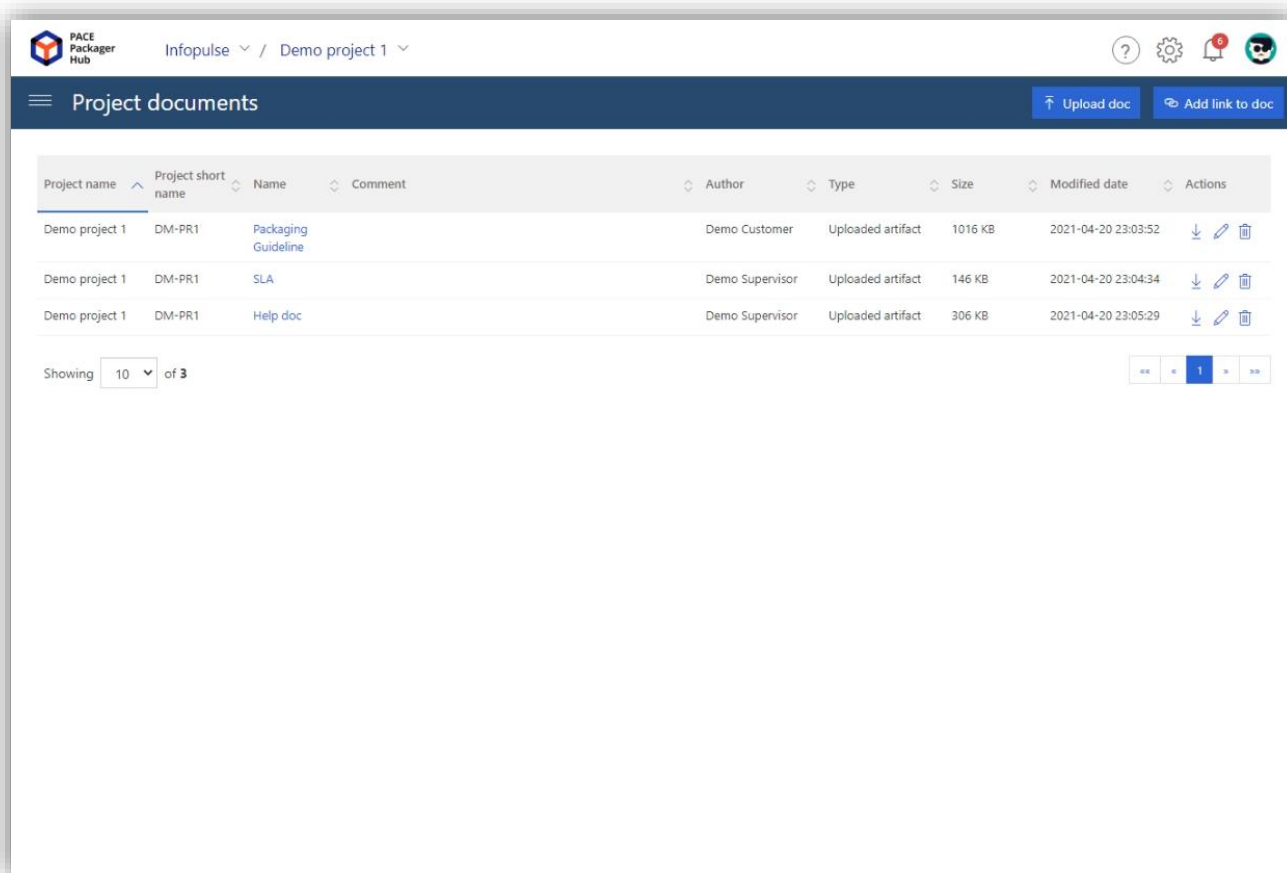 PACE
Packager
Hub
Infopulse / Demo project 1
? 6
Project documents
Upload doc
Add link to doc
Project name Project short name Name Comment Author Type Size Modified date Actions
Demo project 1 DM-PR1 Packaging Guideline Demo Customer Uploaded artifact 1016 KB 2021-04-20 23:03:52
Demo project 1 DM-PR1 SLA Demo Supervisor Uploaded artifact 146 KB 2021-04-20 23:04:34
Demo project 1 DM-PR1 Help doc Demo Supervisor Uploaded artifact 306 KB 2021-04-20 23:05:29
Showing 10 of 3
«« « 1 » »»